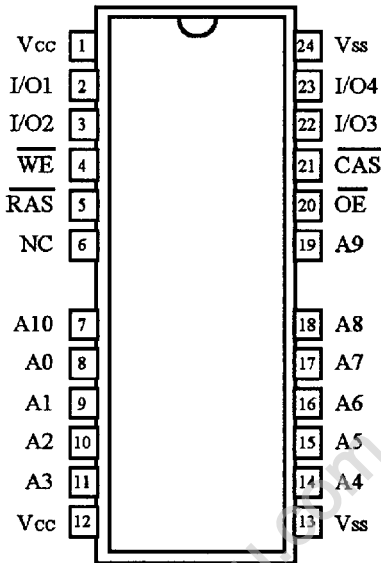 Vcc 1 24 Vss
I/O1 2 23 I/O4
I/O2 3 22 I/O3
WE 4 21 CAS
RAS 5 20 OE
NC 6 19 A9
A10 7 18 A8
A0 8 17 A7
A1 9 16 A6
A2 10 15 A5
A3 11 14 A4
Vcc 12 13 Vss